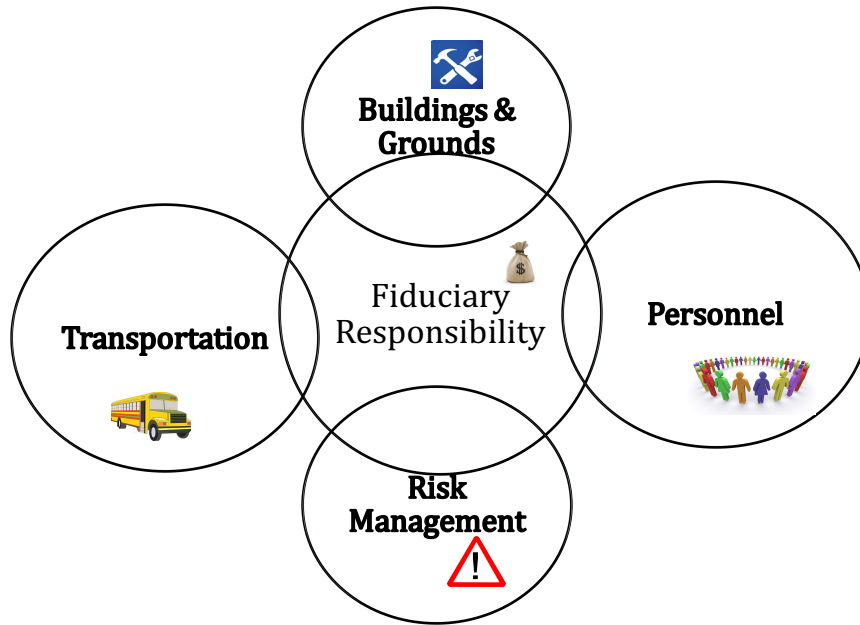 Buildings &
Grounds
$
Fiduciary
Responsibility
Transportation
Personnel
Risk
Management
!